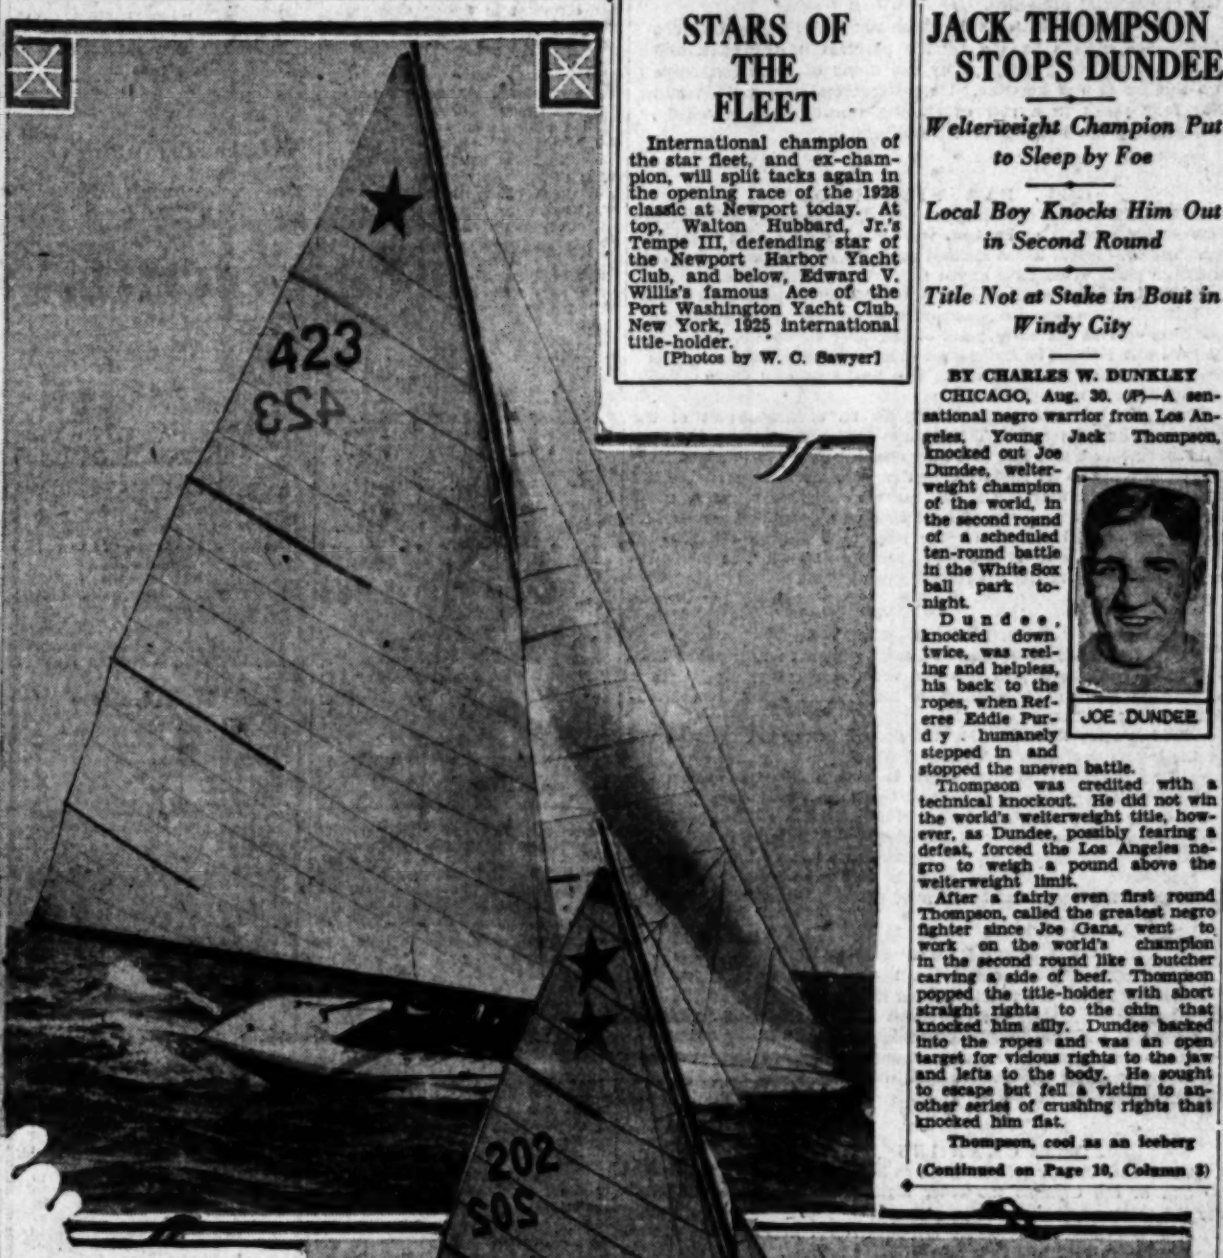 STARS OF
THE
FLEET
International champion of
the star fleet, and ex-cham-
pion, will split tacks again in
the opening race of the 1928
classic at Newport today. At
top, Walton Hubbard, Jr.'s
Tempe III, defending star of
the Newport Harbor Yacht
Club, and below, Edward V.
Willis's famous Ace of the
Port Washington Yacht Club,
New York, 1925 international
title-holder.
[Photos by W. C. Sawyer]
423
423
202
202
JACK THOMPSON
STOPS DUNDEE
Welterweight Champion Put
to Sleep by Foe
Local Boy Knocks Him Out
in Second Round
Title Not at Stake in Bout in
Windy City
BY CHARLES W. DUNKLEY
CHICAGO, Aug. 30. (AP)—A sen-
sational negro warrior from Los An-
geles, Young Jack Thompson,
knocked out Joe
Dundee, welter-
weight champion
of the world, in
the second round
of a scheduled
ten-round battle
in the White Sox
ball park to-
night.
Dundee,
knocked down
twice, was reel-
ing and helpless,
his back to the
ropes, when Ref-
eree Eddie Pur-
dy humanely
stepped in and
stopped the uneven battle.
JOE DUNDEE
Thompson was credited with a
technical knockout. He did not win
the world's welterweight title, how-
ever, as Dundee, possibly fearing a
defeat, forced the Los Angeles ne-
gro to weigh a pound above the
welterweight limit.
After a fairly even first round
Thompson, called the greatest negro
fighter since Joe Gans, went to
work on the world's champion
in the second round like a butcher
carving a side of beef. Thompson
popped the title-holder with short
straight rights to the chin that
knocked him silly. Dundee backed
into the ropes and was an open
target for vicious rights to the jaw
and lefts to the body. He sought
to escape but fell a victim to an-
other series of crushing rights that
knocked him flat.
Thompson, cool as an iceberg
(Continued on Page 10, Column 3)